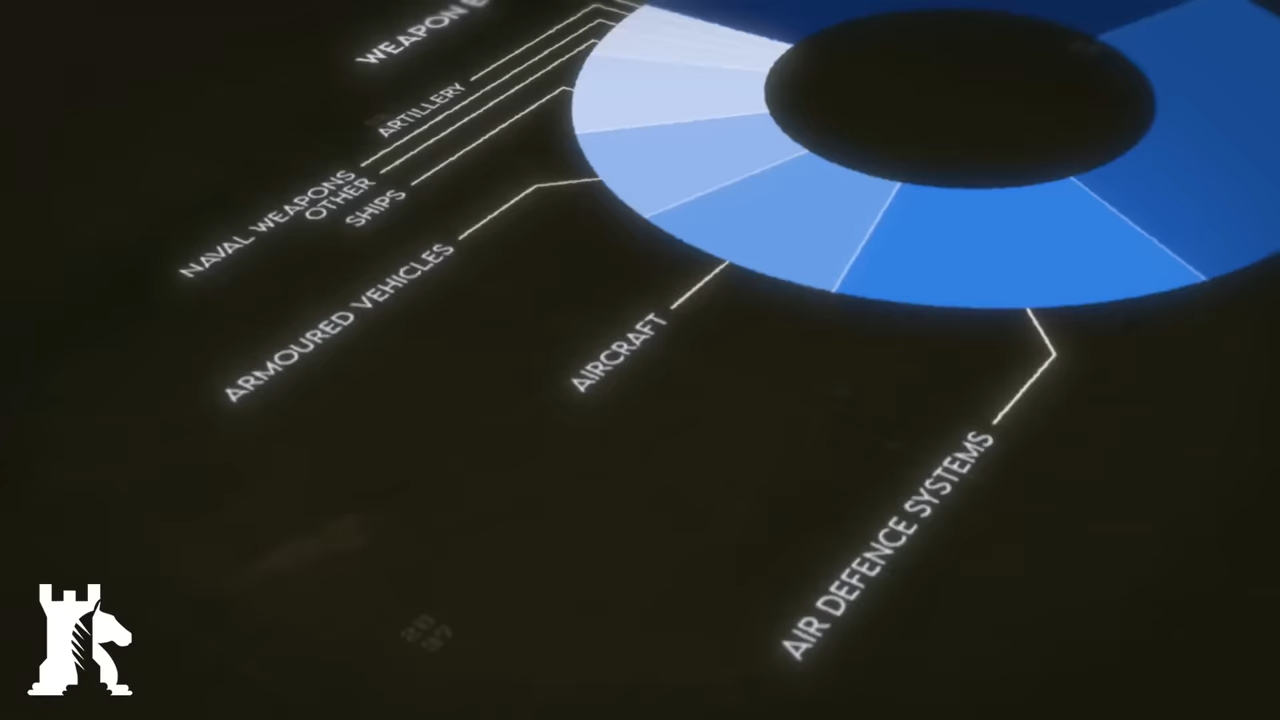 WEAPON
ARTILLERY
NAVAL WEAPONS
OTHER
SHIPS
ARMOURED VEHICLES
AIRCRAFT
AIR DEFENCE SYSTEMS